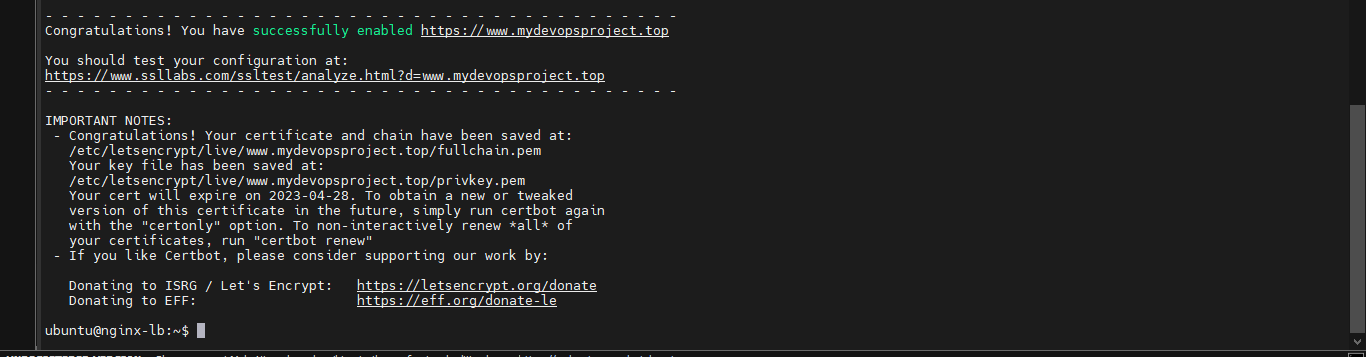 - - - - - - - - - - - - - - - - - - - - - - - - - - - - - - - - - - - - - - - -
Congratulations! You have successfully enabled https://www.mydevopsproject.top
You should test your configuration at:
https://www.ssllabs.com/ssltest/analyze.html?d=www.mydevopsproject.top
- - - - - - - - - - - - - - - - - - - - - - - - - - - - - - - - - - - - - - - -
IMPORTANT NOTES:
- Congratulations! Your certificate and chain have been saved at:
/etc/letsencrypt/live/www.mydevopsproject.top/fullchain.pem
Your key file has been saved at:
/etc/letsencrypt/live/www.mydevopsproject.top/privkey.pem
Your cert will expire on 2023-04-28. To obtain a new or tweaked
version of this certificate in the future, simply run certbot again
with the "certonly" option. To non-interactively renew *all* of
your certificates, run "certbot renew"
- If you like Certbot, please consider supporting our work by:
Donating to ISRG / Let's Encrypt: https://letsencrypt.org/donate
Donating to EFF: https://eff.org/donate-le
ubuntu@nginx-lb:~$